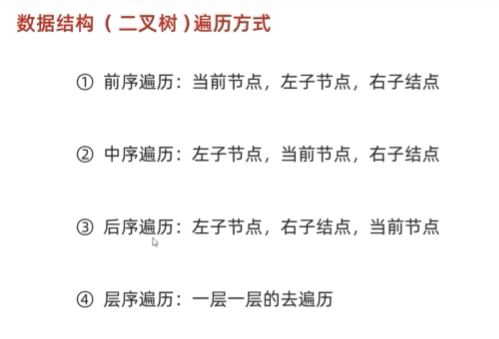 数据结构（二叉树）遍历方式
① 前序遍历：当前节点，左子节点，右子结点
② 中序遍历：左子节点，当前节点，右子结点
③ 后序遍历：左子节点，右子结点，当前节点
④ 层序遍历：一层一层的去遍历